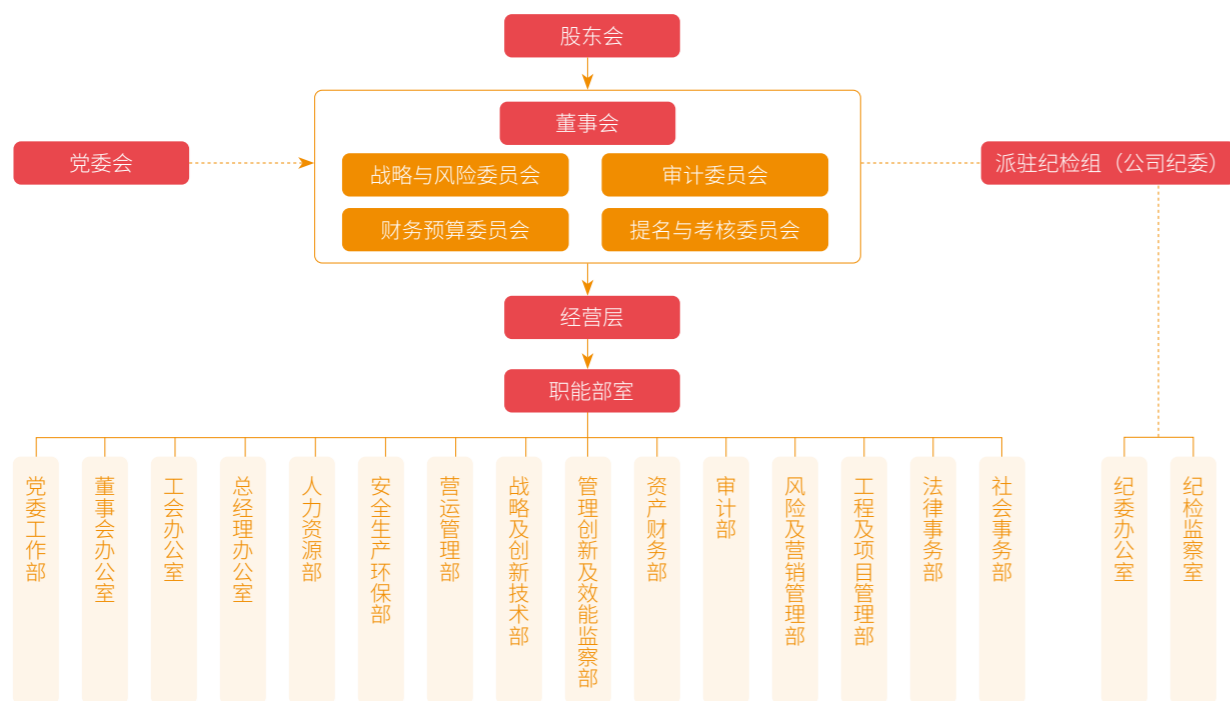 股东会
董事会
党委会
派驻纪检组（公司纪委）
战略与风险委员会
审计委员会
财务预算委员会
提名与考核委员会
经营层
职能部室
党委工作部
董事会办公室
工会办公室
总经理办公室
人力资源部
安全生产环保部
营运管理部
战略及创新技术部
管理创新及效能监察部
资产财务部
审计部
风险及营销管理部
工程及项目管理部
法律事务部
社会事务部
纪委办公室
纪检监察室